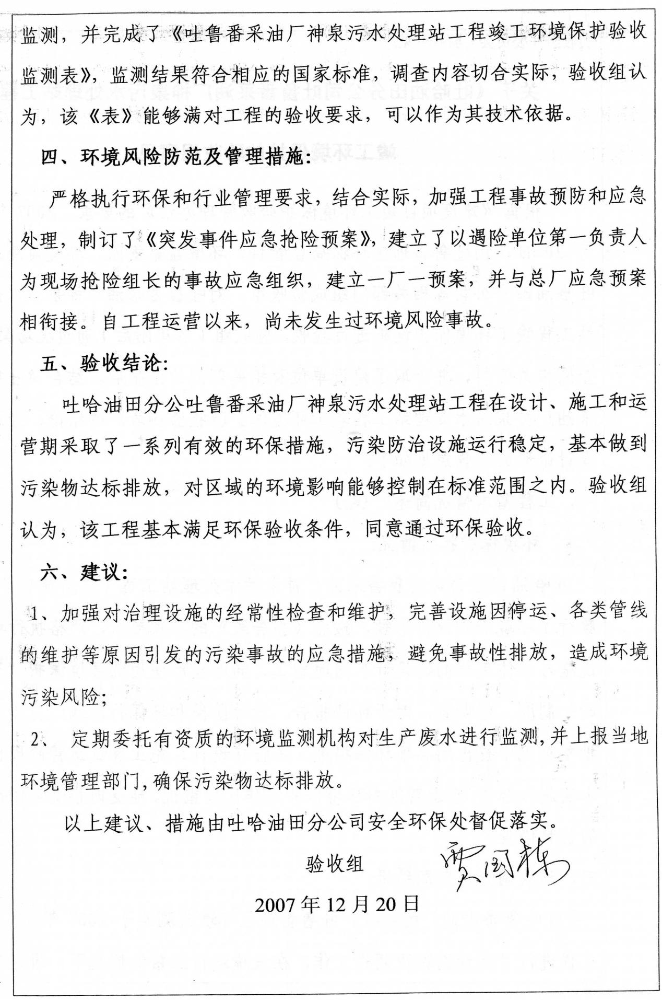 监测，并完成了《吐鲁番采油厂神泉污水处理站工程竣工环境保护验收
监测表》，监测结果符合相应的国家标准，调查内容切合实际，验收组认
为，该《表》能够满对工程的验收要求，可以作为其技术依据。
四、环境风险防范及管理措施：
严格执行环保和行业管理要求，结合实际，加强工程事故预防和应急
处理，制订了《突发事件应急抢险预案》，建立了以遇险单位第一负责人
为现场抢险组长的事故应急组织，建立一厂一预案，并与总厂应急预案
相衔接。自工程运营以来，尚未发生过环境风险事故。
五、验收结论：
吐哈油田分公吐鲁番采油厂神泉污水处理站工程在设计、施工和运
营期采取了一系列有效的环保措施，污染防治设施运行稳定，基本做到
污染物达标排放，对区域的环境影响能够控制在标准范围之内。验收组
认为，该工程基本满足环保验收条件，同意通过环保验收。
六、建议：
1、加强对治理设施的经常性检查和维护，完善设施因停运、各类管线
的维护等原因引发的污染事故的应急措施，避免事故性排放，造成环境
污染风险；
2、 定期委托有资质的环境监测机构对生产废水进行监测,并上报当地
环境管理部门,确保污染物达标排放。
以上建议、措施由吐哈油田分公司安全环保处督促落实。
验收组 贾国栋
2007 年 12 月 20 日